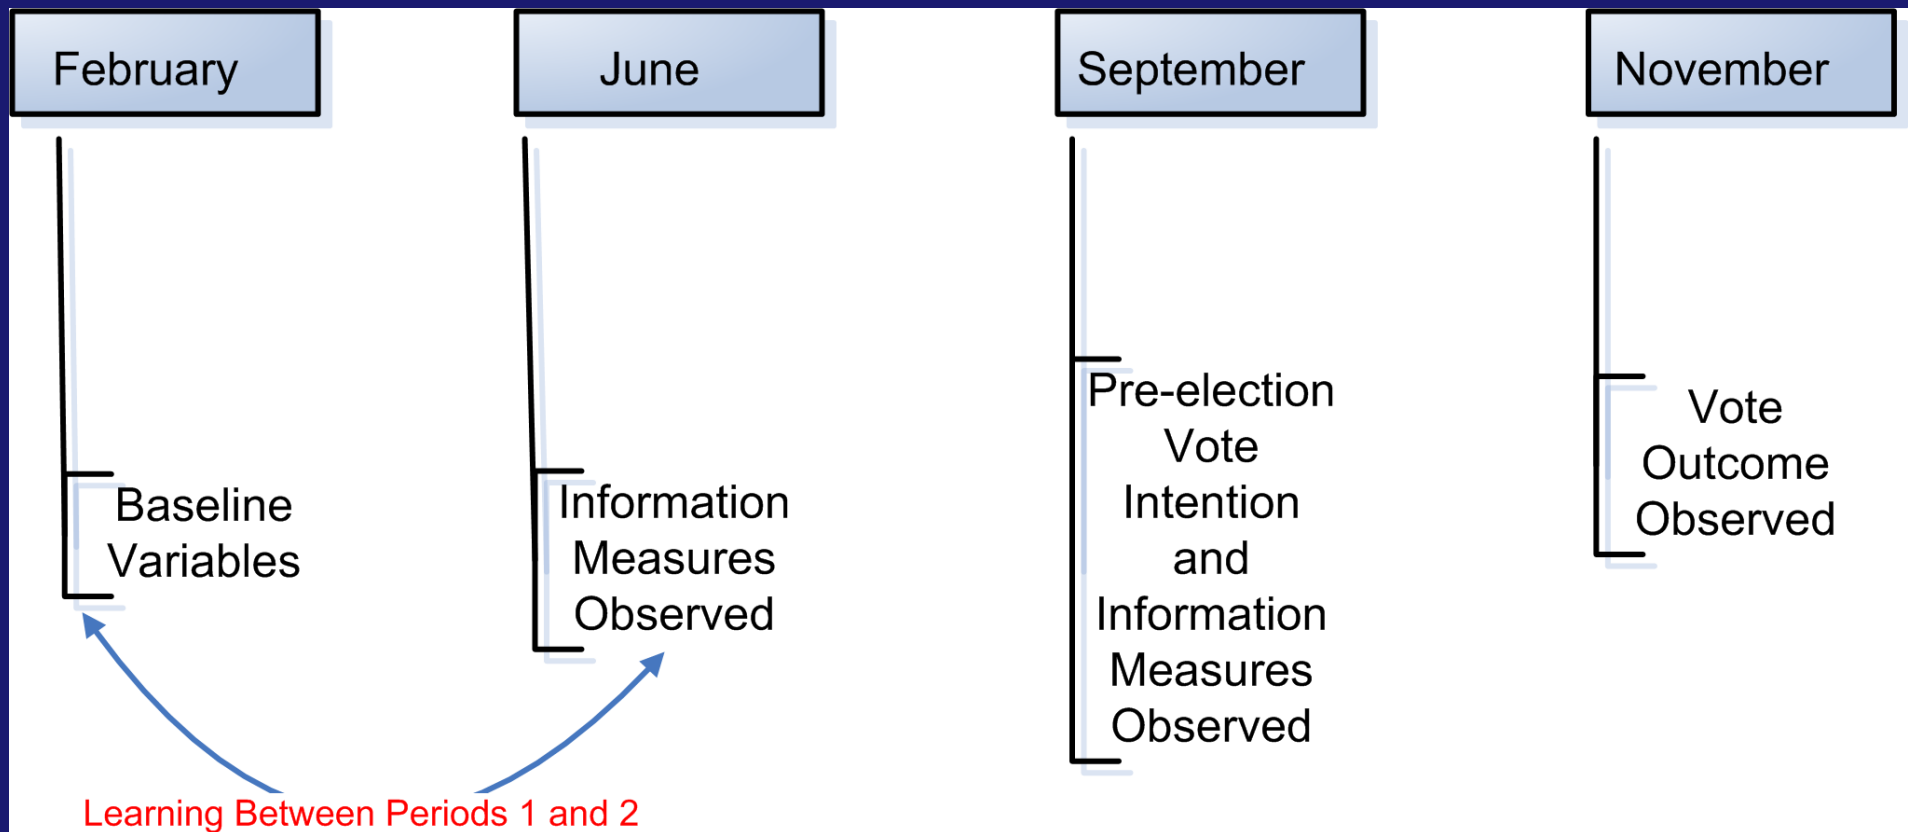 February
June
September
November
Baseline
Variables
Information
Measures
Observed
Pre-election
Vote
Intention
and
Information
Measures
Observed
Vote
Outcome
Observed
Learning Between Periods 1 and 2